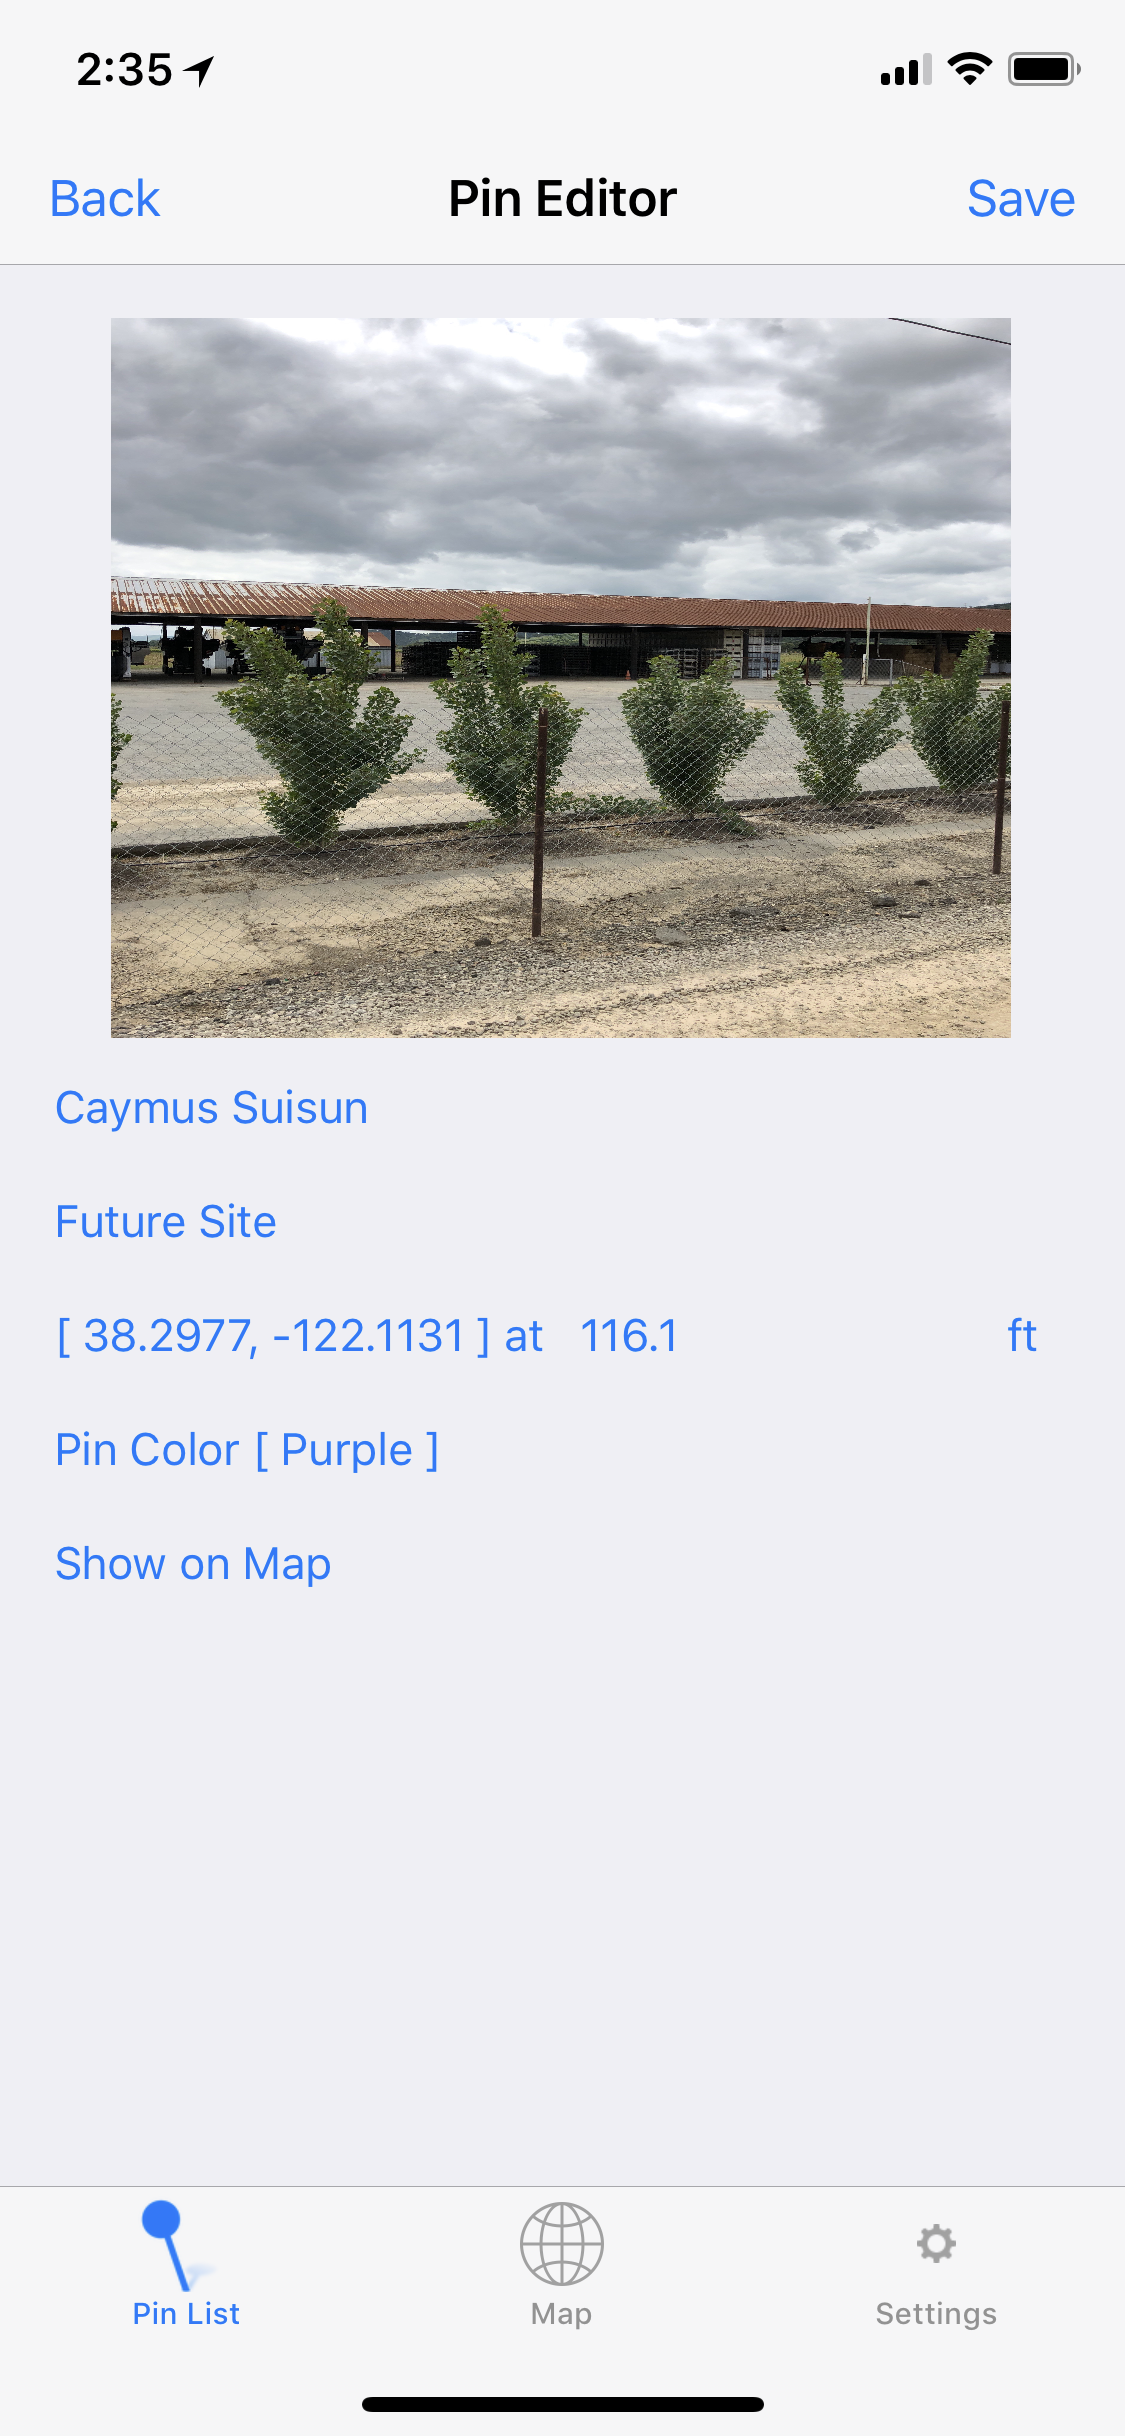 2:35
Back Pin Editor Save
Caymus Suisun
Future Site
[ 38.2977, -122.1131 ] at 116.1 ft
Pin Color [ Purple ]
Show on Map
Pin List Map Settings